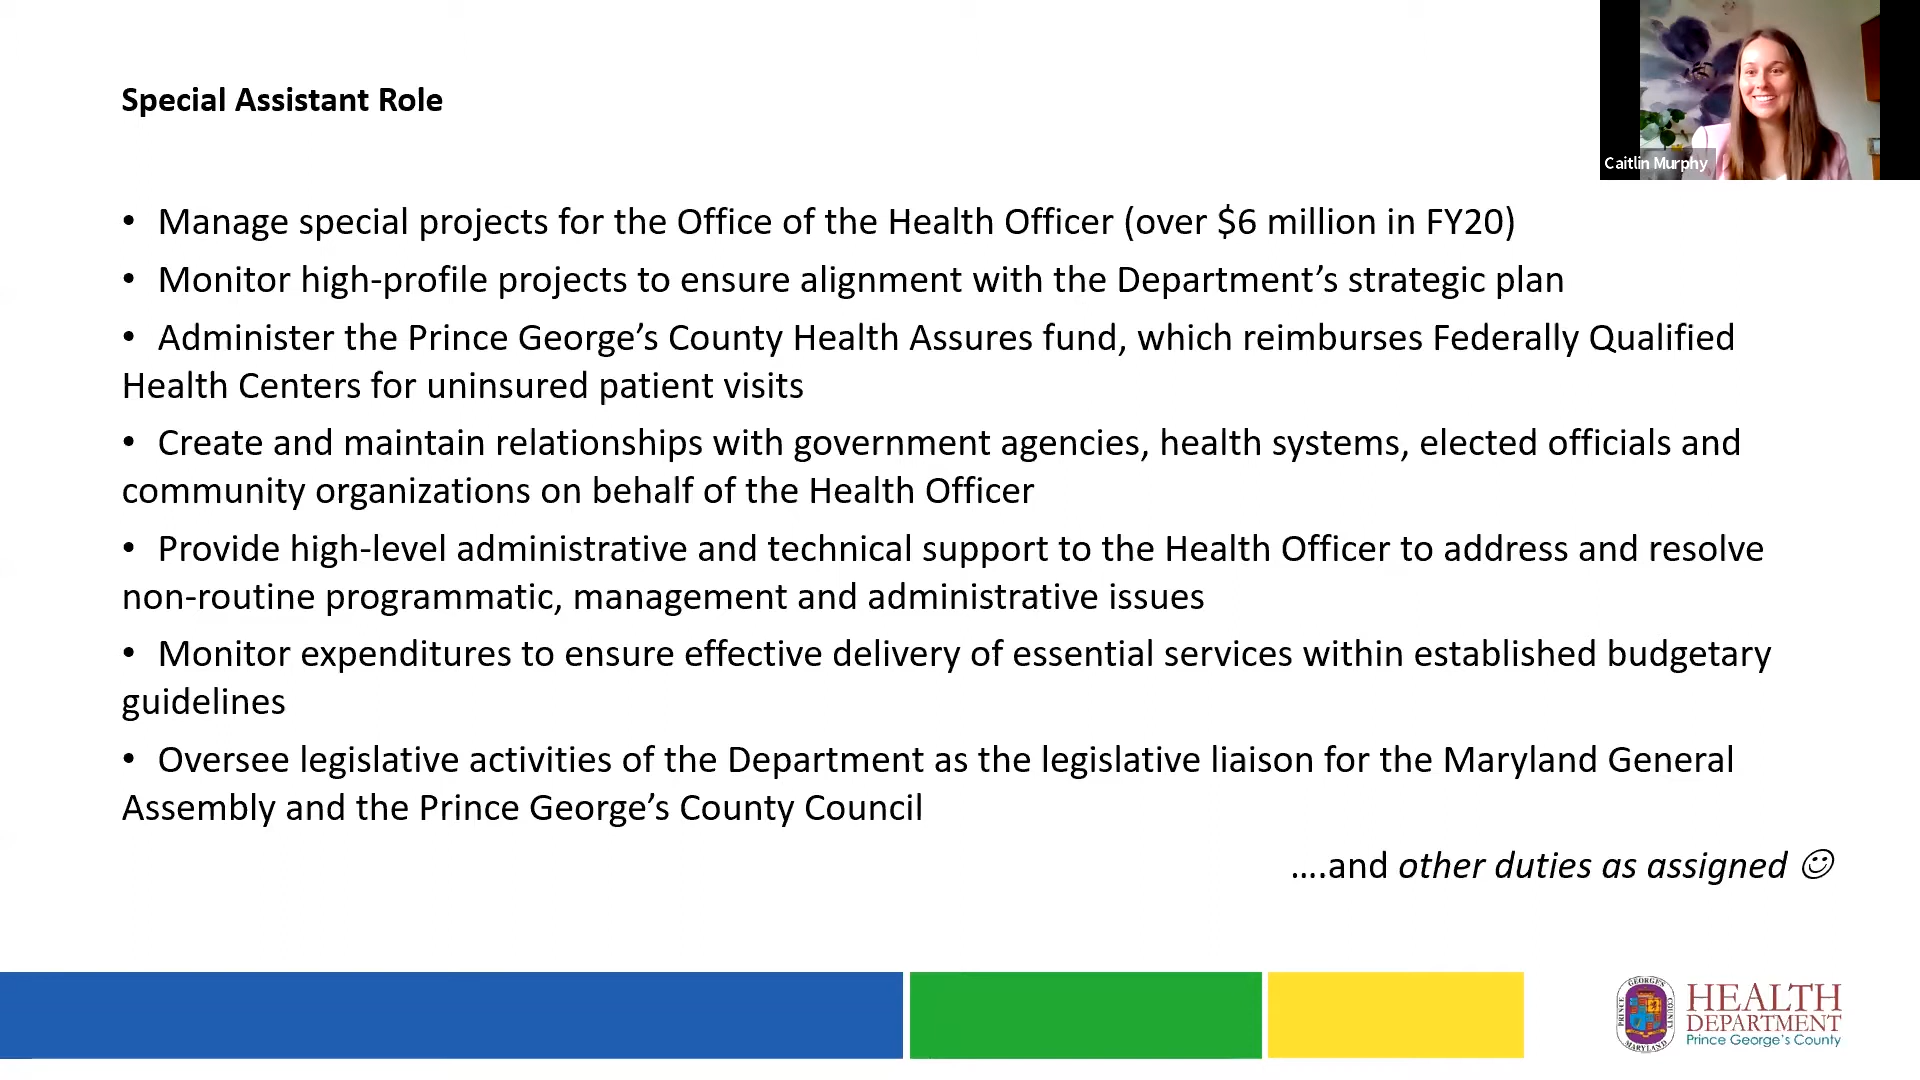 Special Assistant Role
Caitlin Murphy
• Manage special projects for the Office of the Health Officer (over $6 million in FY20)
• Monitor high-profile projects to ensure alignment with the Department’s strategic plan
• Administer the Prince George’s County Health Assures fund, which reimburses Federally Qualified
Health Centers for uninsured patient visits
• Create and maintain relationships with government agencies, health systems, elected officials and
community organizations on behalf of the Health Officer
• Provide high-level administrative and technical support to the Health Officer to address and resolve
non-routine programmatic, management and administrative issues
• Monitor expenditures to ensure effective delivery of essential services within established budgetary
guidelines
• Oversee legislative activities of the Department as the legislative liaison for the Maryland General
Assembly and the Prince George’s County Council
….and other duties as assigned ☺
PRINCE GEORGE'S COUNTY MARYLAND
HEALTH
DEPARTMENT
Prince George's County